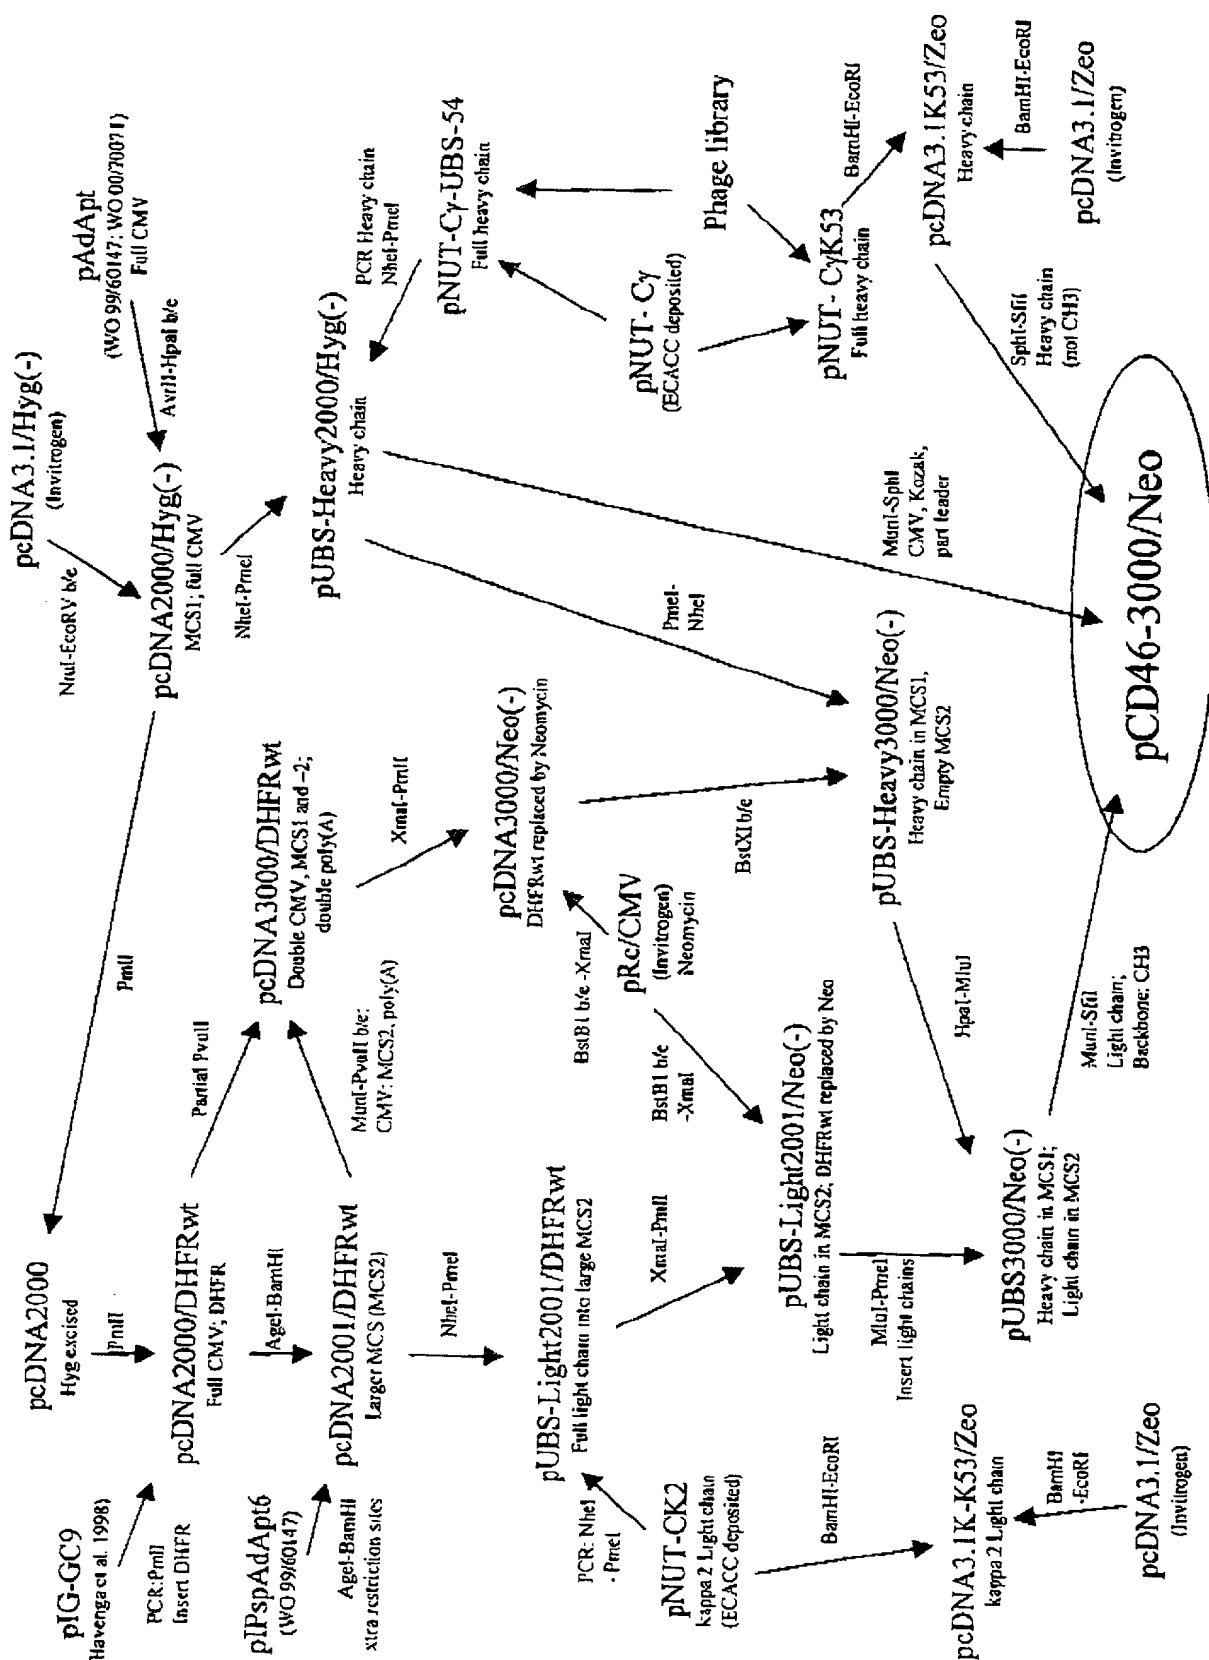 pIG-GC9
Havenga et al. 1998)
PCR:PmlI
Insert DHFR
pcDNA2000
Hyg excised
PmlI
PmlI
pcDNA3.1/Hyg(-)
(Invitrogen)
NruI-EcoRV b/e
pAdApt
(WO 99/60147; WO 00/70071)
Full CMV
AvrII-HpaI b/e
pcDNA2000/Hyg(-)
MCS1; full CMV
NheI-PmeI
pcDNA2000/DHFRwt
Full CMV; DHFR
Partial PvuII
AgeI-BamHI
pIPspAdApt6
(WO 99/60147)
AgeI-BamHI
xtra restriction sites
pcDNA2001/DHFRwt
Larger MCS (MCS2)
MunI-PvuII b/e;
CMV; MCS2, poly(A)
NheI-PmeI
pcDNA3000/DHFRwt
Double CMV, MCS1 and -2;
double poly(A)
XmaI-PmlI
pUBS-Heavy2000/Hyg(-)
Heavy chain
PCR Heavy chain
NheI-PmeI
pNUT-Cγ-UBS-54
Full heavy chain
pcDNA3000/Neo(-)
DHFRwt replaced by Neomycin
BstB1 b/e -XmaI
pRc/CMV
(Invitrogen)
Neomycin
BstB1 b/e
-XmaI
BstXI b/e
PmeI-
NheI
pUBS-Light2001/DHFRwt
Full light chain into large MCS2
PCR: NheI
- PmeI
pNUT-CK2
kappa 2 Light chain
(ECACC deposited)
XmaI-PmlI
BamHI-EcoRI
pNUT- Cγ
(ECACC deposited)
Phage library
pNUT- CγK53
Full heavy chain
BamHI-EcoRI
pUBS-Light2001/Neo(-)
Light chain in MCS2; DHFRwt replaced by Neo
MluI-PmeI
Insert light chains
HpaI-MluI
pUBS-Heavy3000/Neo(-)
Heavy chain in MCS1,
Empty MCS2
MunI-SphI
CMV, Kozak,
part leader
SphI-SfiI
Heavy chain
(not CH3)
pcDNA3.1K53/Zeo
Heavy chain
BamHI-EcoRI
pcDNA3.1/Zeo
(Invitrogen)
pcDNA3.1K-K53/Zeo
kappa 2 Light chain
BamHI
-EcoRI
pcDNA3.1/Zeo
(Invitrogen)
pUBS3000/Neo(-)
Heavy chain in MCS1;
Light chain in MCS2
MunI-SfiI
Light chain;
Backbone; CH3
pCD46-3000/Neo